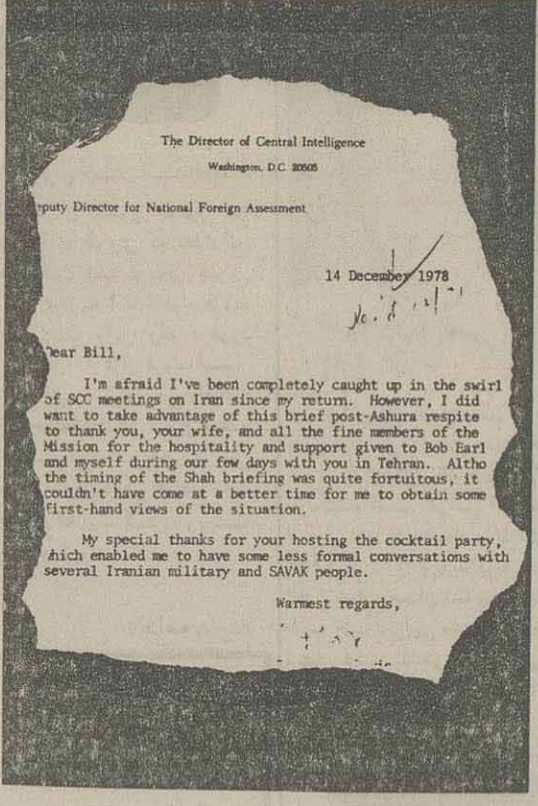 The Director of Central Intelligence
Washington, D.C. 20505
eputy Director for National Foreign Assessment
14 December 1978
Dear Bill,
I'm afraid I've been completely caught up in the swirl
of SCC meetings on Iran since my return. However, I did
want to take advantage of this brief post-Ashura respite
to thank you, your wife, and all the fine members of the
Mission for the hospitality and support given to Bob Earl
and myself during our few days with you in Tehran. Altho
the timing of the Shah briefing was quite fortuitous, it
couldn't have come at a better time for me to obtain some
first-hand views of the situation.
My special thanks for your hosting the cocktail party,
which enabled me to have some less formal conversations with
several Iranian military and SAVAK people.
Warmest regards,